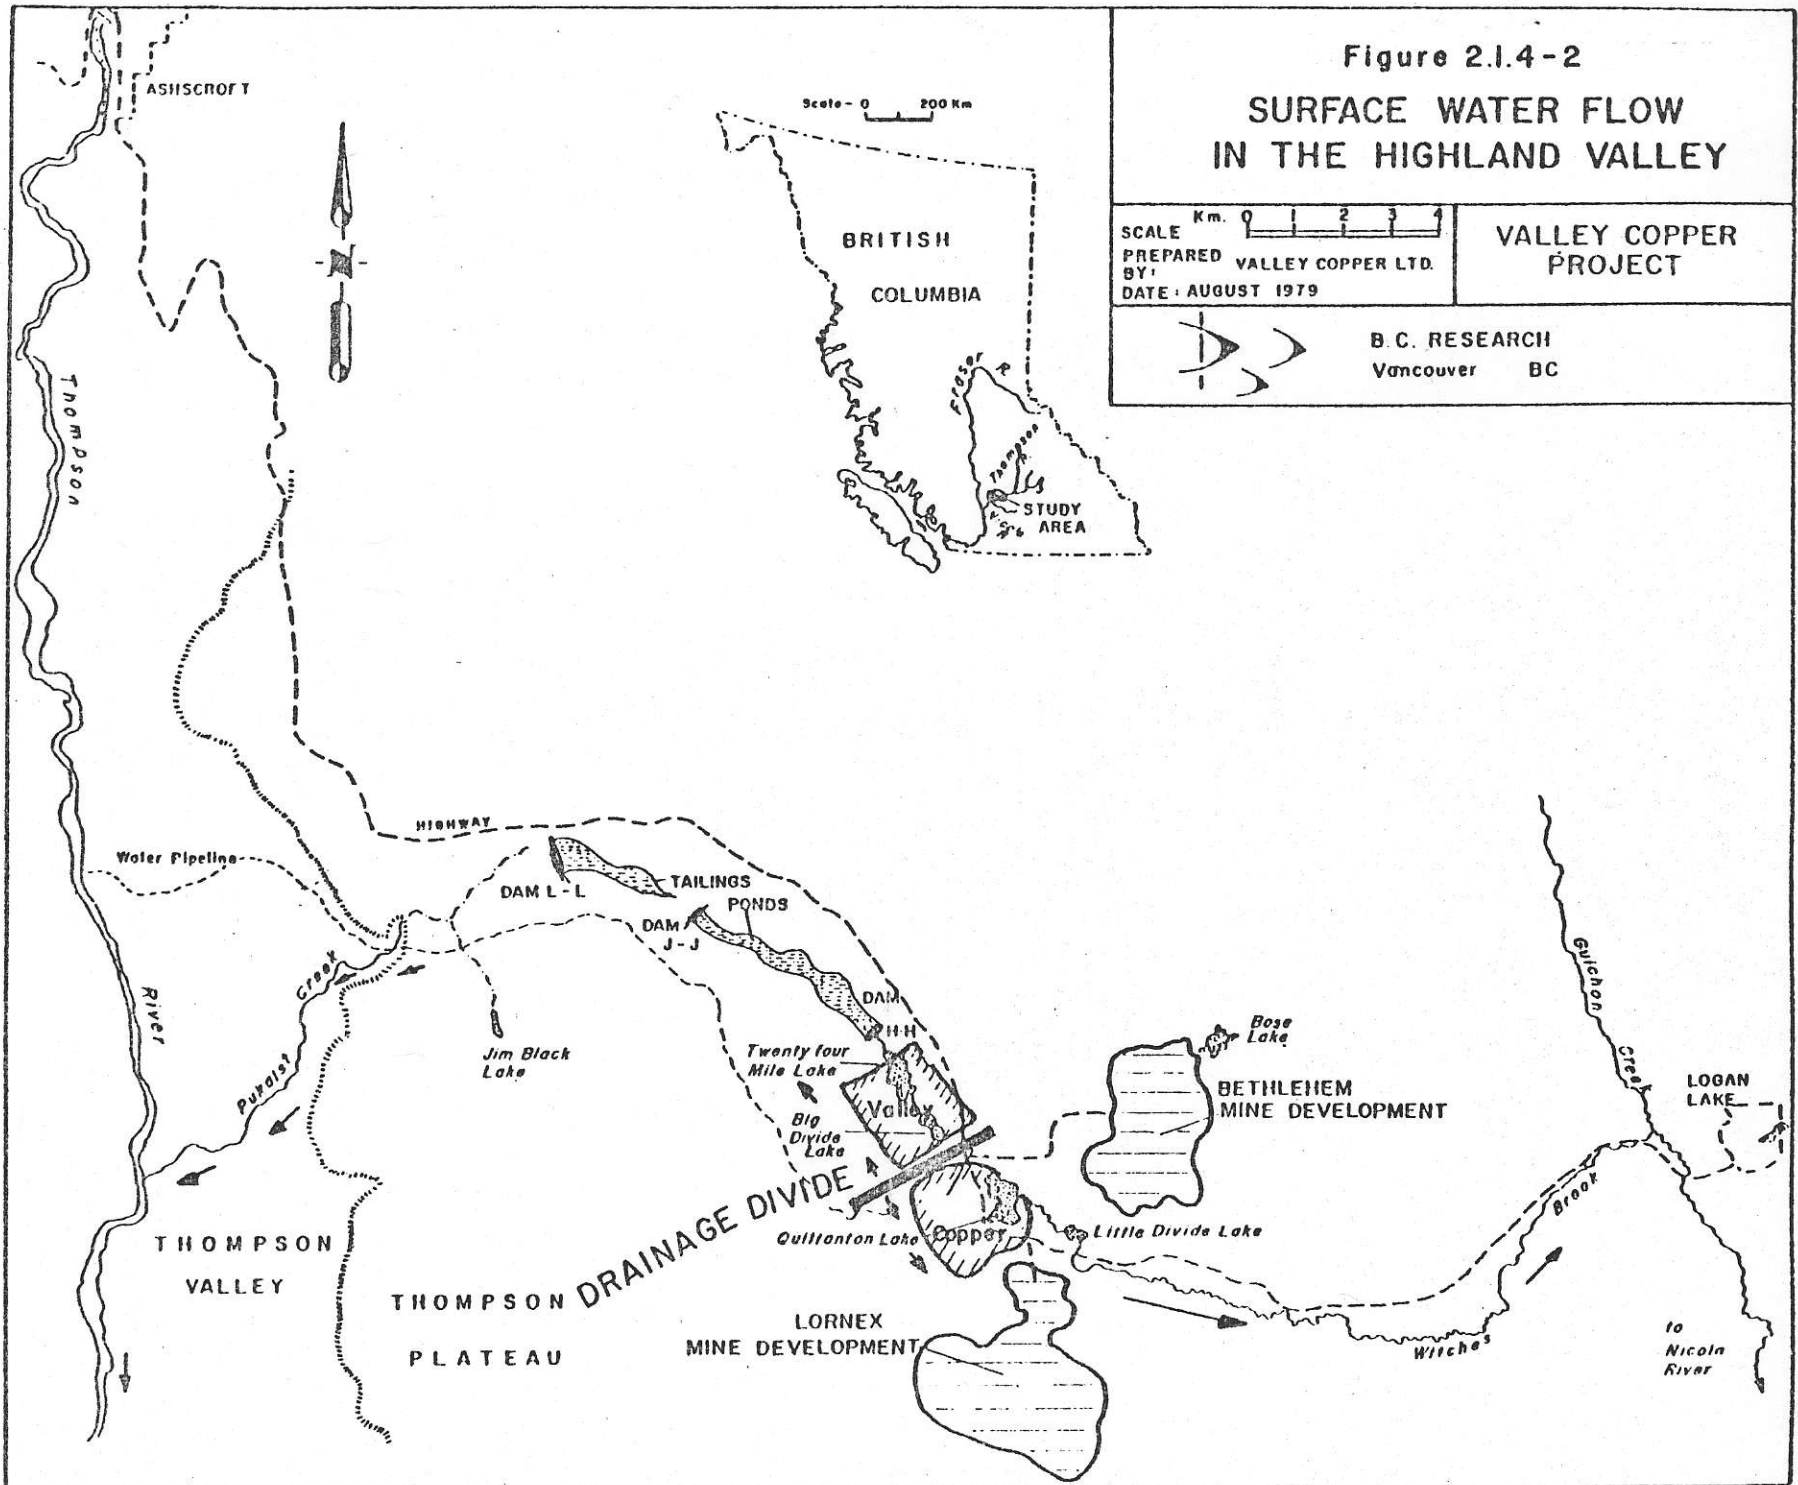 Figure 2.1.4-2
SURFACE WATER FLOW
IN THE HIGHLAND VALLEY
SCALE Km. 0 1 2 3 4
PREPARED BY: VALLEY COPPER LTD.
DATE: AUGUST 1979
VALLEY COPPER
PROJECT
B.C. RESEARCH
Vancouver BC
ASHSCROFT
Scale - 0 200 Km
N
BRITISH
COLUMBIA
Fraser R.
Thompson
STUDY
AREA
Thompson
River
HIGHWAY
Water Pipeline
DAM L-L
TAILINGS
PONDS
DAM
J-J
DAM
H-H
Creek
Pukaist
Jim Black
Lake
Twenty four
Mile Lake
Valley
Big
Divide
Lake
Bose
Lake
BETHLEHEM
MINE DEVELOPMENT
Guichon
Creek
LOGAN
LAKE
DRAINAGE DIVIDE
Quiltanton Lake
Copper
Little Divide Lake
Brook
Witches
THOMPSON
VALLEY
THOMPSON
PLATEAU
LORNEX
MINE DEVELOPMENT
to
Nicola
River